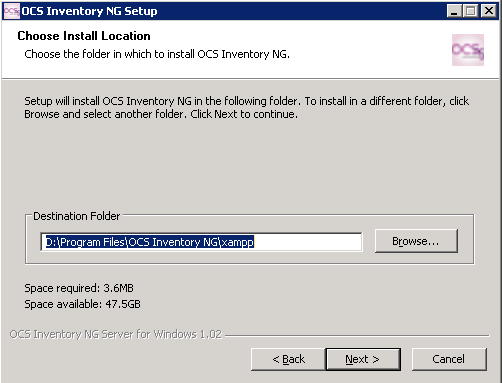 OCS Inventory NG Setup
Choose Install Location
Choose the folder in which to install OCS Inventory NG.
OCS
Setup will install OCS Inventory NG in the following folder. To install in a different folder, click
Browse and select another folder. Click Next to continue.
Destination Folder
D:\Program Files\OCS Inventory NG\xampp
Browse...
Space required: 3.6MB
Space available: 47.5GB
OCS Inventory NG Server for Windows 1.02
< Back
Next >
Cancel